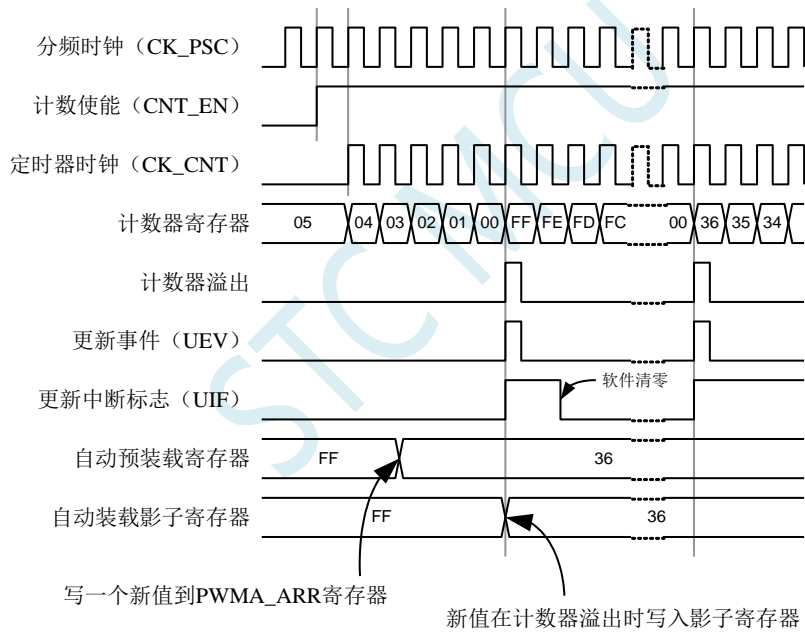 分频时钟（CK_PSC）
计数使能（CNT_EN）
定时器时钟（CK_CNT）
计数器寄存器 05 04 03 02 01 00 FF FE FD FC 00 36 35 34
计数器溢出
更新事件（UEV）
更新中断标志（UIF） 软件清零
自动预装载寄存器 FF 36
自动装载影子寄存器 FF 36
写一个新值到PWMA_ARR寄存器
新值在计数器溢出时写入影子寄存器
STC MCU